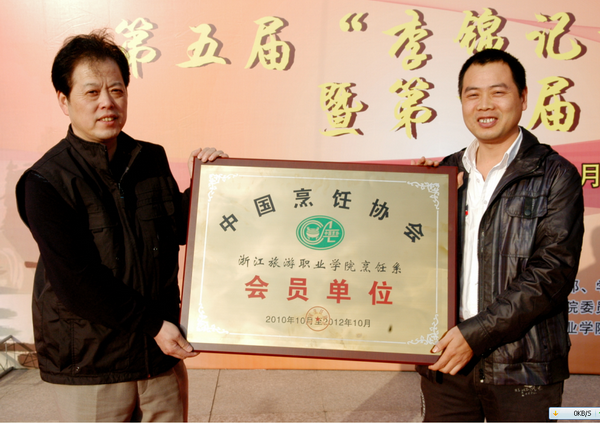 第五届“李锦记
暨第
届
月
中国烹饪协会
浙江旅游职业学院烹饪系
会员单位
2010年10月至2012年10月
院委员
业学院
0KB/S